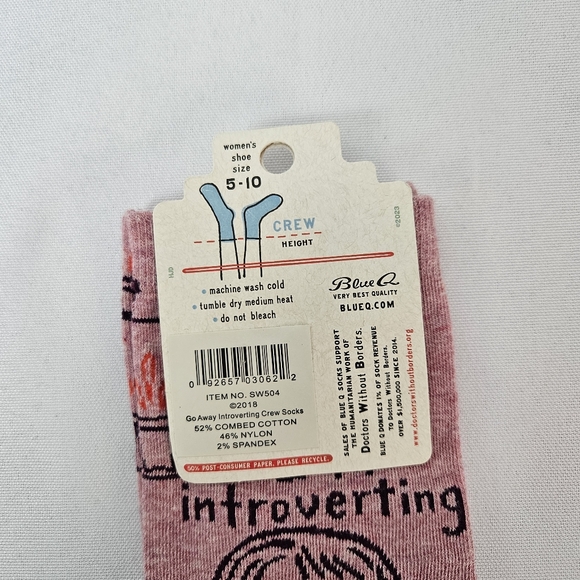 women's
shoe
size
5-10
CREW
HEIGHT
©2023
HJD
• machine wash cold
• tumble dry medium heat
• do not bleach
Blue Q
VERY BEST QUALITY
BLUEQ.COM
0 92657 03062 2
ITEM NO. SW504
©2018
Go Away Introverting Crew Socks
52% COMBED COTTON
46% NYLON
2% SPANDEX
SALES OF BLUE Q SOCKS SUPPORT
THE HUMANITARIAN WORK OF
Doctors Without Borders.
BLUE Q DONATES 1% OF SOCK REVENUE
TO Doctors Without Borders.
OVER $1,500,000 SINCE 2014.
www.doctorswithoutborders.org
50% POST-CONSUMER PAPER. PLEASE RECYCLE.
introverting